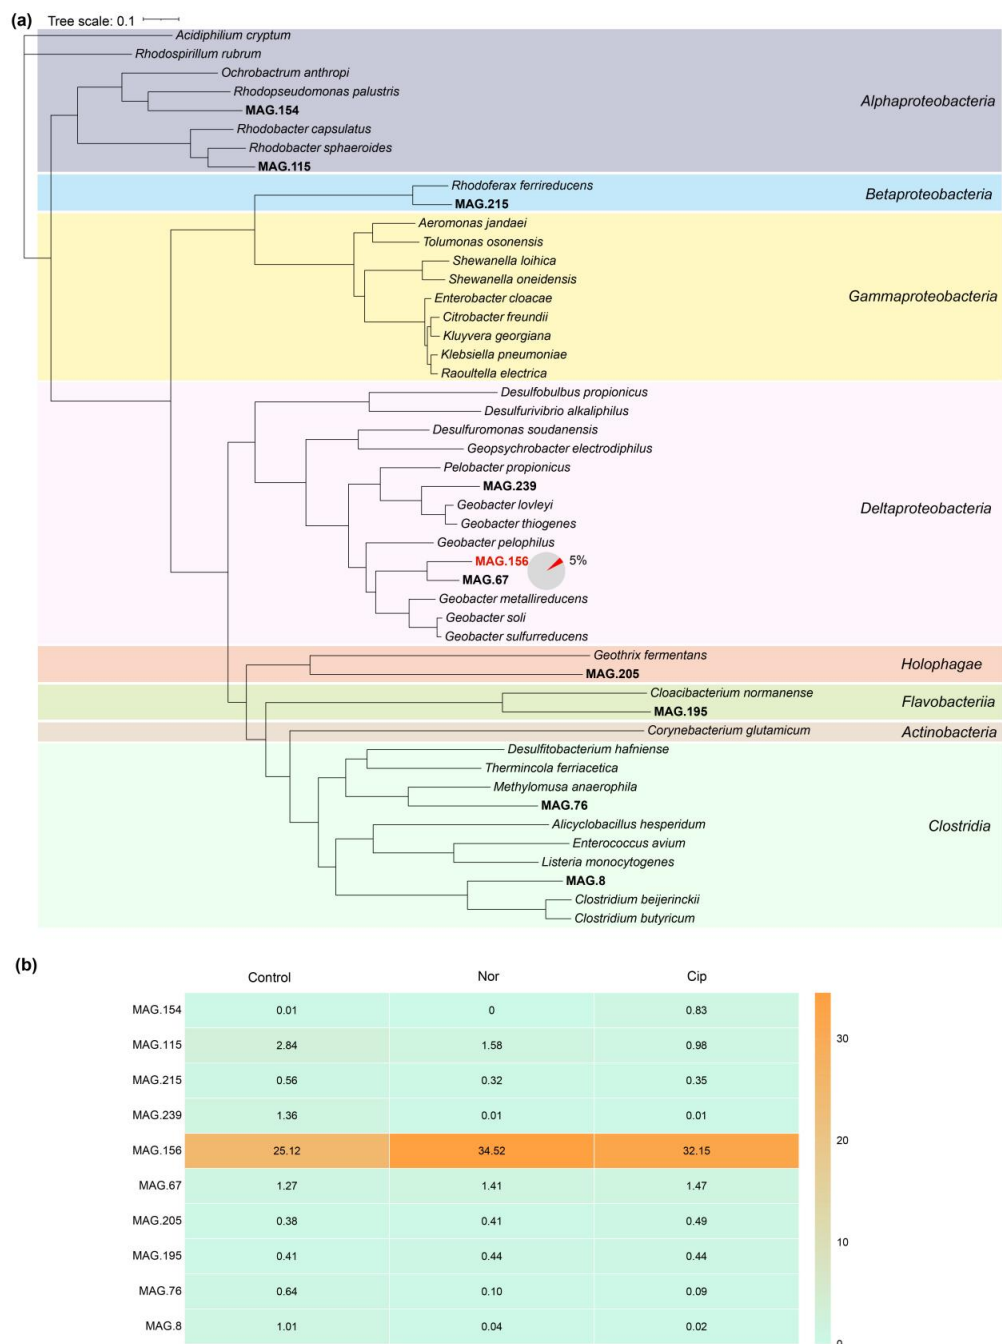 (a)
Tree scale: 0.1
Acidiphilium cryptum
Rhodospirillum rubrum
Ochrobactrum anthropi
Rhodopseudomonas palustris
MAG.154
Rhodobacter capsulatus
Rhodobacter sphaeroides
MAG.115
Alphaproteobacteria
Rhodoferax ferrireducens
MAG.215
Betaproteobacteria
Aeromonas jandaei
Tolumonas osonensis
Shewanella loihica
Shewanella oneidensis
Enterobacter cloacae
Citrobacter freundii
Kluyvera georgiana
Klebsiella pneumoniae
Raoultella electrica
Gammaproteobacteria
Desulfobulbus propionicus
Desulfurivibrio alkaliphilus
Desulfuromonas soudanensis
Geopsychrobacter electrodiphilus
Pelobacter propionicus
MAG.239
Geobacter lovleyi
Geobacter thiogenes
Geobacter pelophilus
MAG.156 5%
MAG.67
Geobacter metallireducens
Geobacter soli
Geobacter sulfurreducens
Deltaproteobacteria
Geothrix fermentans
MAG.205
Holophagae
Cloacibacterium normanense
MAG.195
Flavobacteriia
Corynebacterium glutamicum
Actinobacteria
Desulfitobacterium hafniense
Thermincola ferriacetica
Methylomusa anaerophila
MAG.76
Alicyclobacillus hesperidum
Enterococcus avium
Listeria monocytogenes
MAG.8
Clostridium beijerinckii
Clostridium butyricum
Clostridia
(b)
Control Nor Cip
MAG.154 0.01 0 0.83
MAG.115 2.84 1.58 0.98
MAG.215 0.56 0.32 0.35
MAG.239 1.36 0.01 0.01
MAG.156 25.12 34.52 32.15
MAG.67 1.27 1.41 1.47
MAG.205 0.38 0.41 0.49
MAG.195 0.41 0.44 0.44
MAG.76 0.64 0.10 0.09
MAG.8 1.01 0.04 0.02
30
20
10
0